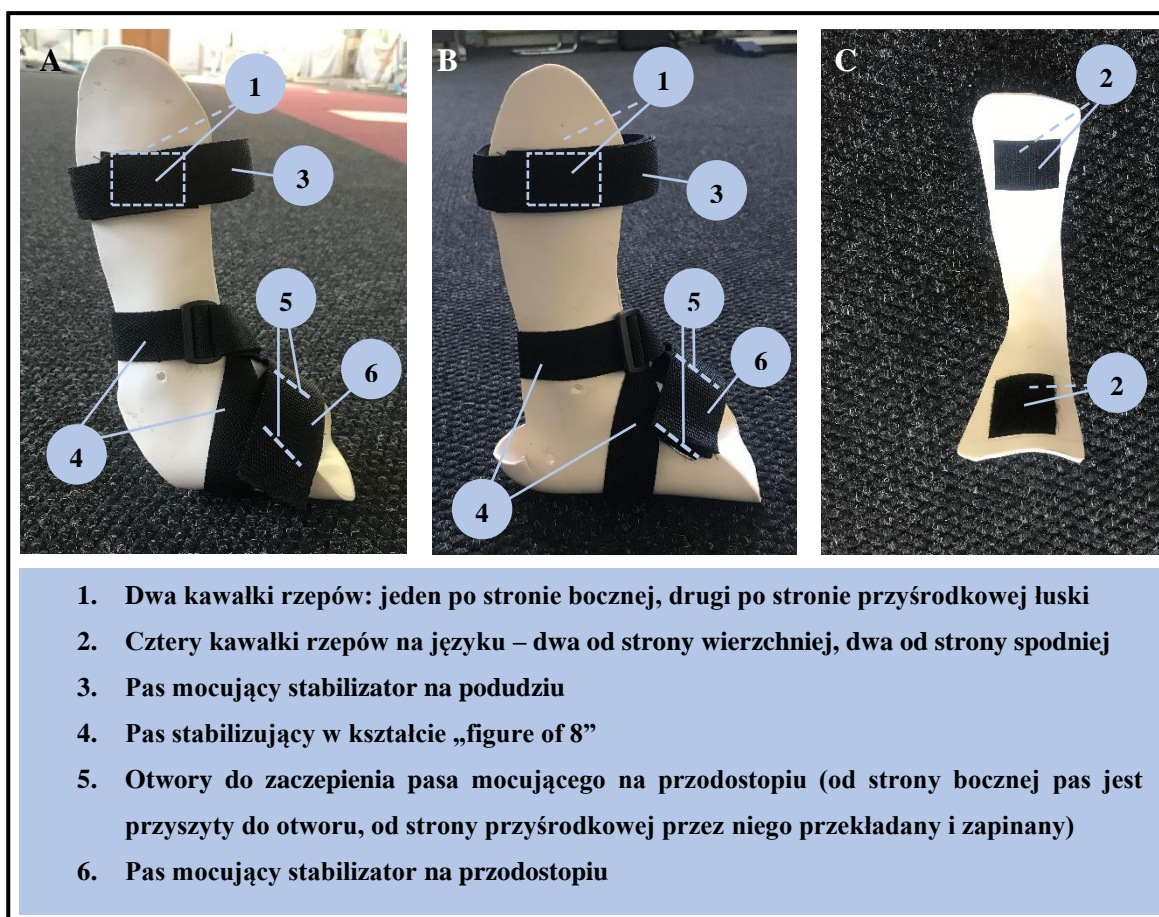 A B C
1 1 2
3 3
5 5
6 6
2
4 4
1. Dwa kawałki rzepów: jeden po stronie bocznej, drugi po stronie przyśrodkowej łuski
2. Cztery kawałki rzepów na języku – dwa od strony wierzchniej, dwa od strony spodniej
3. Pas mocujący stabilizator na podudziu
4. Pas stabilizujący w kształcie „figure of 8”
5. Otwory do zaczepienia pasa mocującego na przodostopiu (od strony bocznej pas jest
przyszyty do otworu, od strony przyśrodkowej przez niego przekładany i zapinany)
6. Pas mocujący stabilizator na przodostopiu